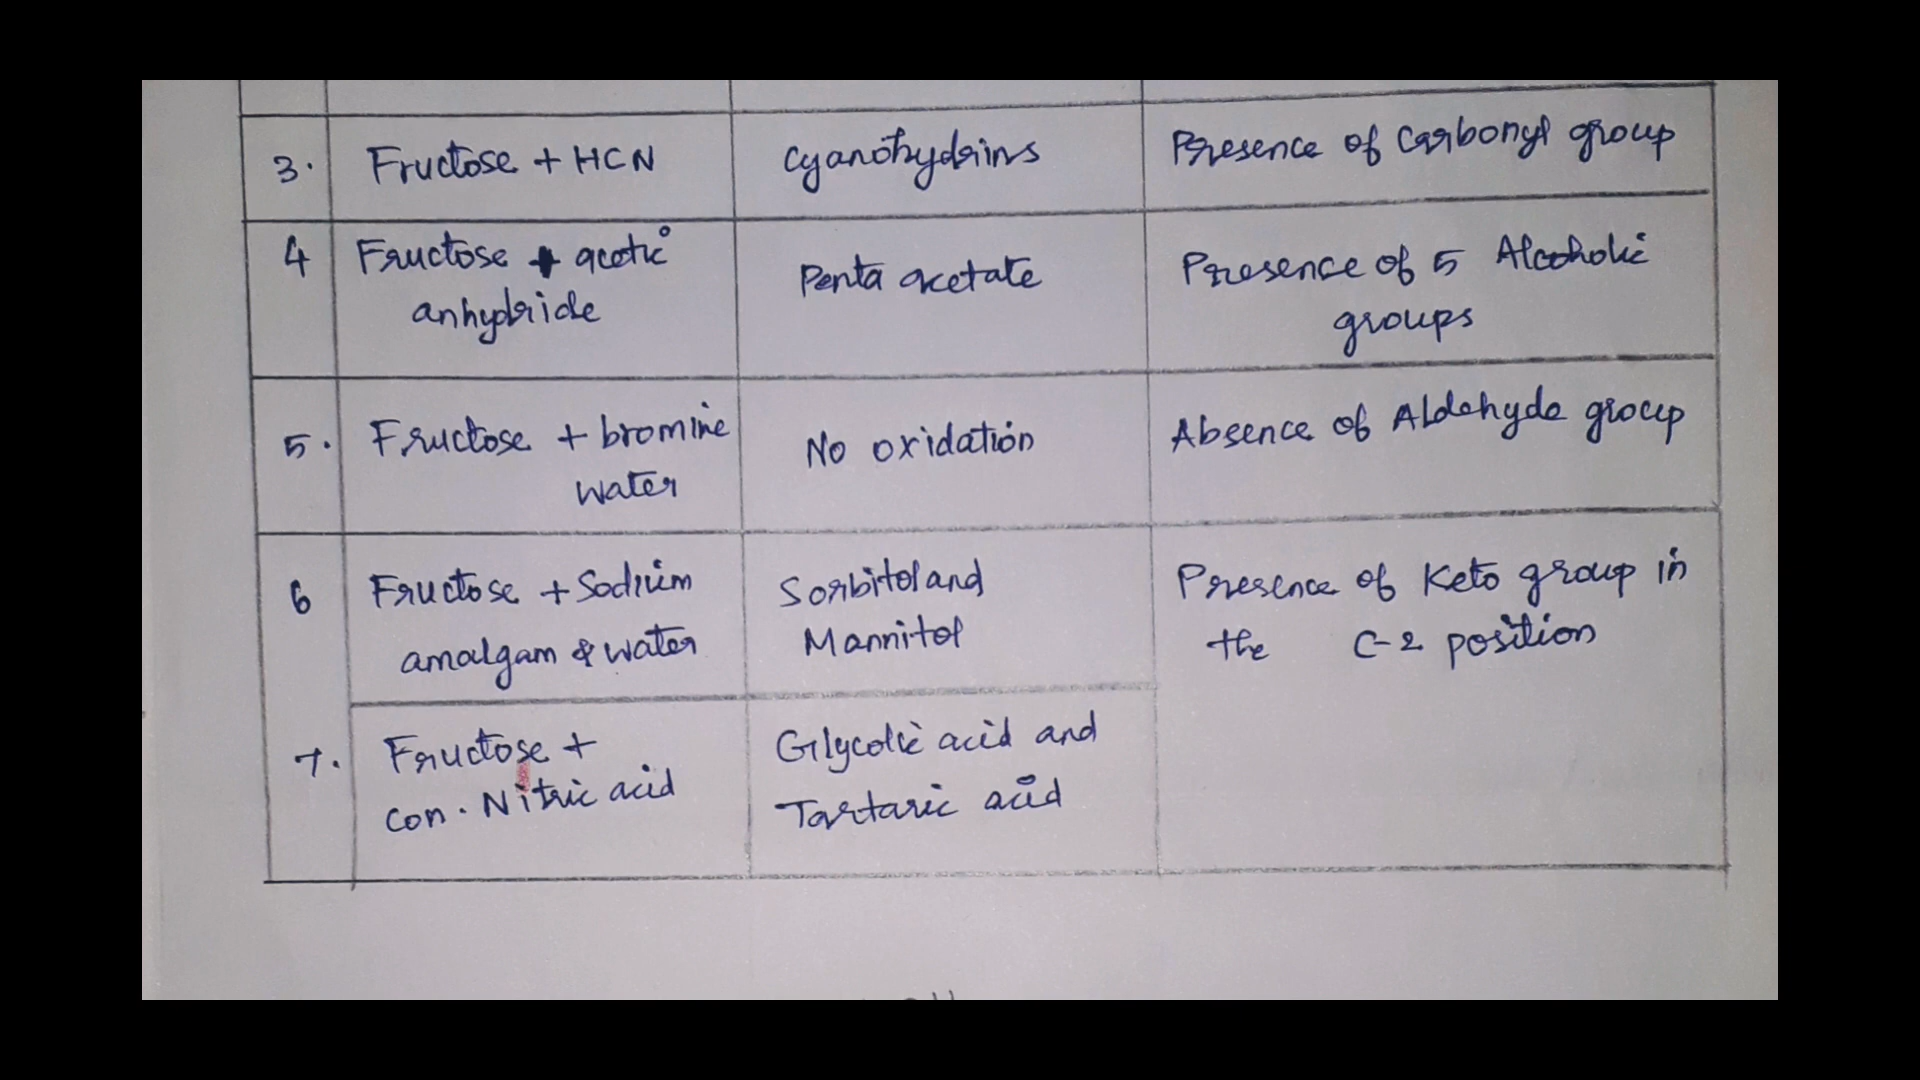 3. Fructose + HCN Cyanohydrins Presence of Carbonyl group
4 Fructose + acetic Penta acetate Presence of 5 Alcoholic
anhydride groups
5. Fructose + bromine No oxidation Absence of Aldehyde group
water
6 Fructose + Sodium Sorbitol and Presence of Keto group in
amalgam & water Mannitol the C-2 position
7. Fructose + Glycolic acid and
con. Nitric acid Tartaric acid